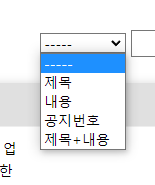 -----
-----
제목
내용
공지번호
제목+내용
업
한